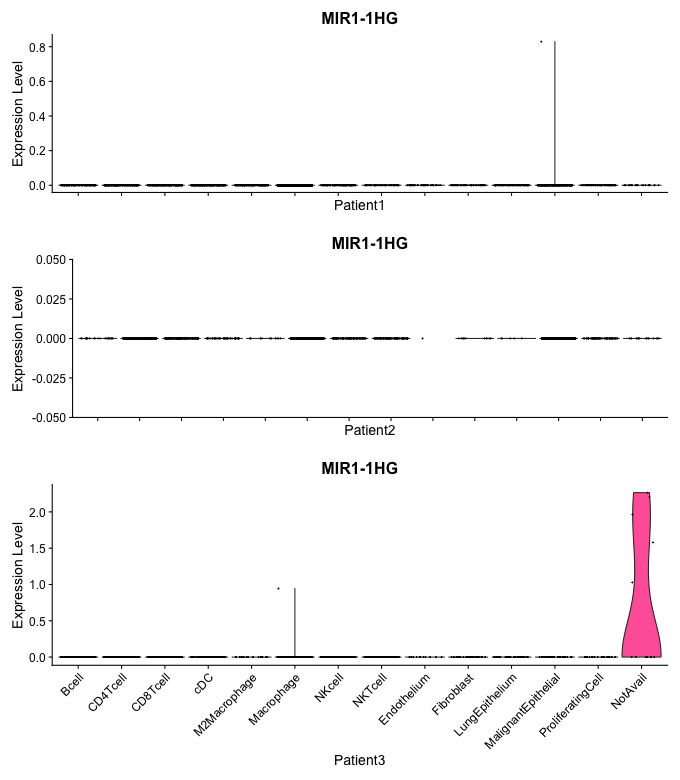 MIR1-1HG
Expression Level
0.8
0.6
0.4
0.2
0.0
Patient1
MIR1-1HG
Expression Level
0.050
0.025
0.000
-0.025
-0.050
Patient2
MIR1-1HG
Expression Level
2.0
1.5
1.0
0.5
0.0
Bcell
CD4Tcell
CD8Tcell
cDC
M2Macrophage
Macrophage
NKcell
NKTcell
Endothelium
Fibroblast
LungEpithelium
MalignantEpithelial
ProliferatingCell
NotAvail
Patient3